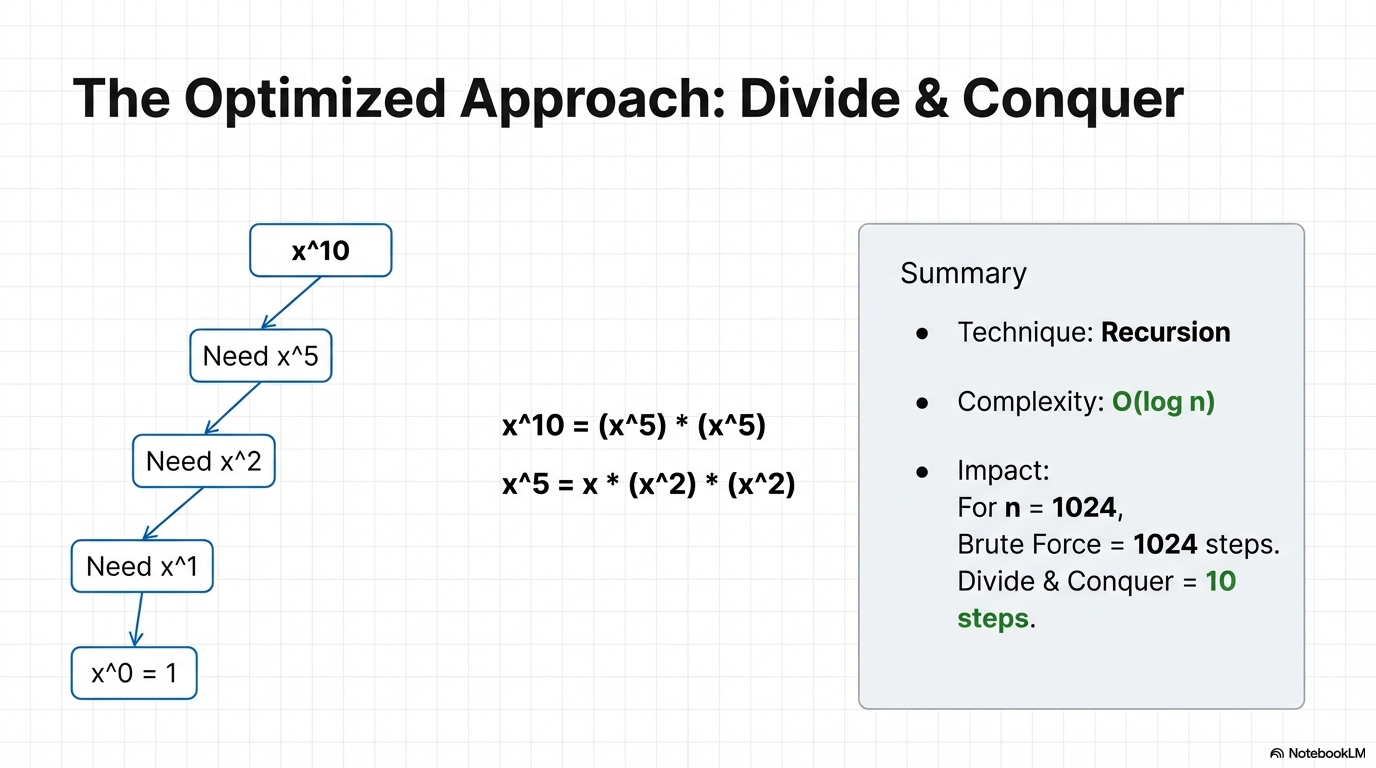 The Optimized Approach: Divide & Conquer
x^10
Need x^5
Need x^2
Need x^1
x^0 = 1
x^10 = (x^5) * (x^5)
x^5 = x * (x^2) * (x^2)
Summary
● Technique: Recursion
● Complexity: O(log n)
● Impact:
For n = 1024,
Brute Force = 1024 steps.
Divide & Conquer = 10
steps.
NotebookLM